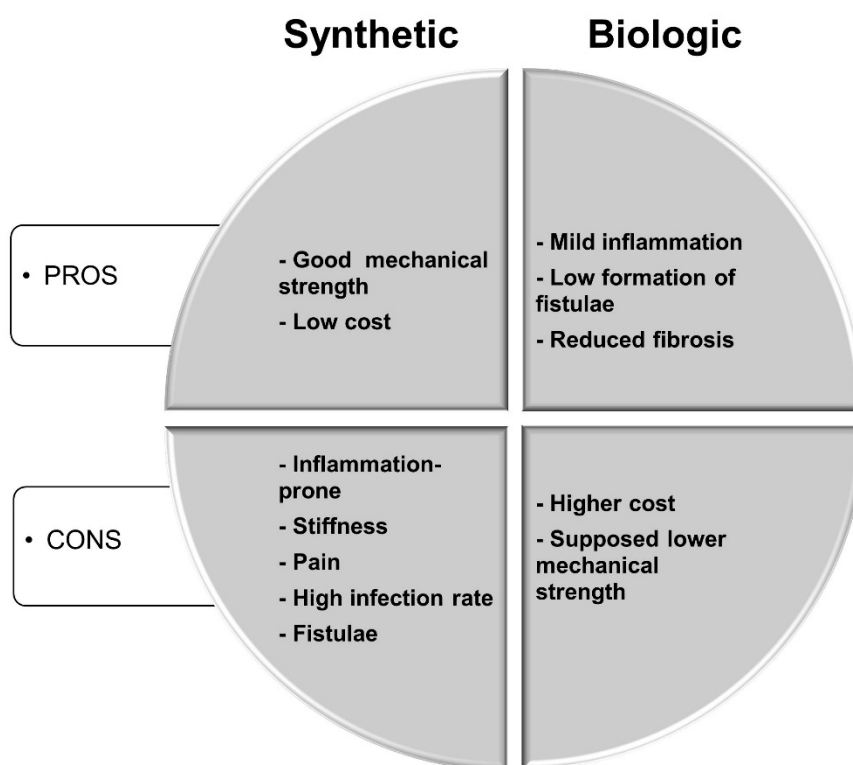 Synthetic
Biologic
• PROS
- Good mechanical
strength
- Low cost
- Mild inflammation
- Low formation of
fistulae
- Reduced fibrosis
• CONS
- Inflammation-
prone
- Stiffness
- Pain
- High infection rate
- Fistulae
- Higher cost
- Supposed lower
mechanical
strength